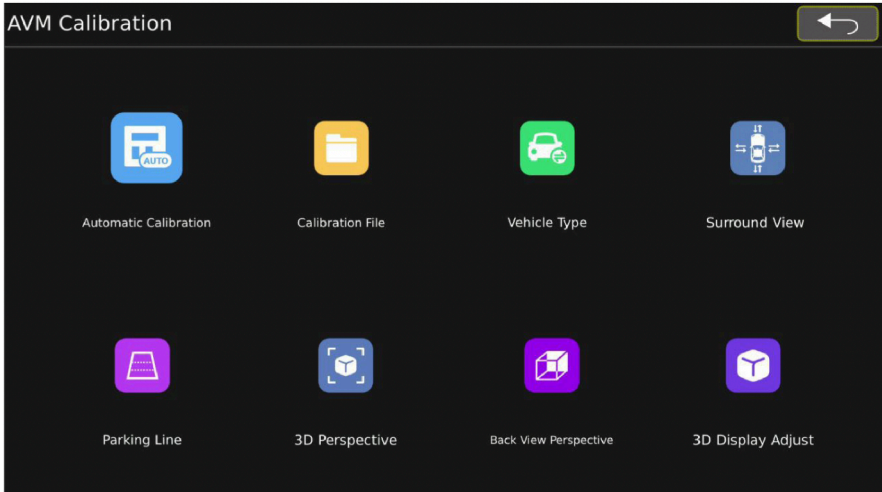 AVM Calibration
AUTO
Automatic Calibration
Calibration File
Vehicle Type
Surround View
Parking Line
3D Perspective
Back View Perspective
3D Display Adjust